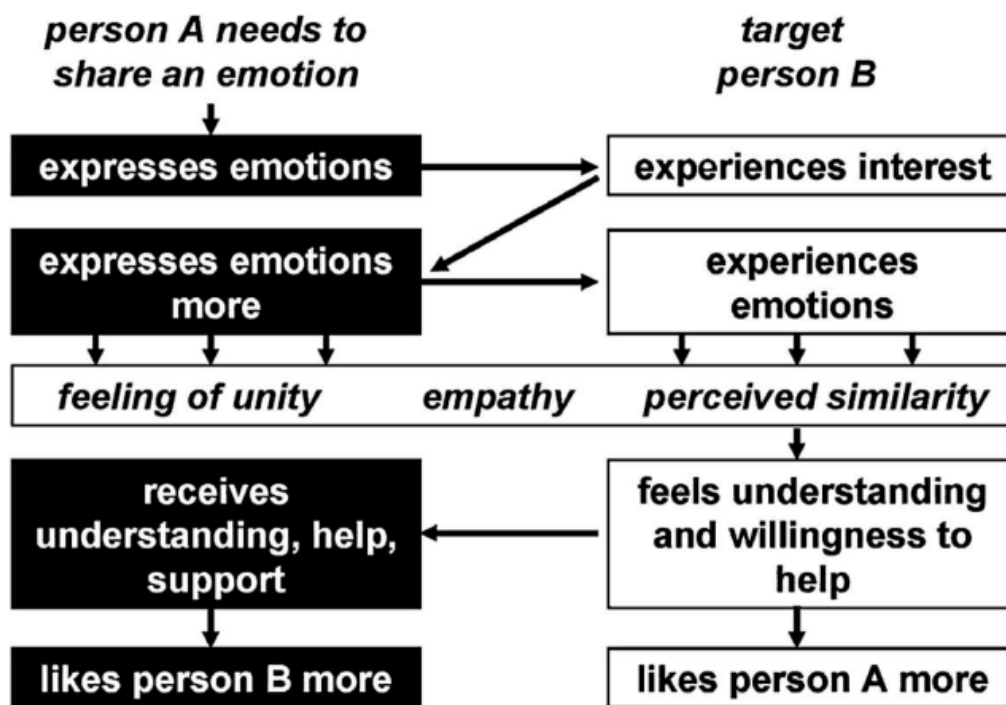 person A needs to
share an emotion
target
person B
expresses emotions
experiences interest
expresses emotions
more
experiences
emotions
feeling of unity empathy perceived similarity
receives
understanding, help,
support
feels understanding
and willingness to
help
likes person B more
likes person A more